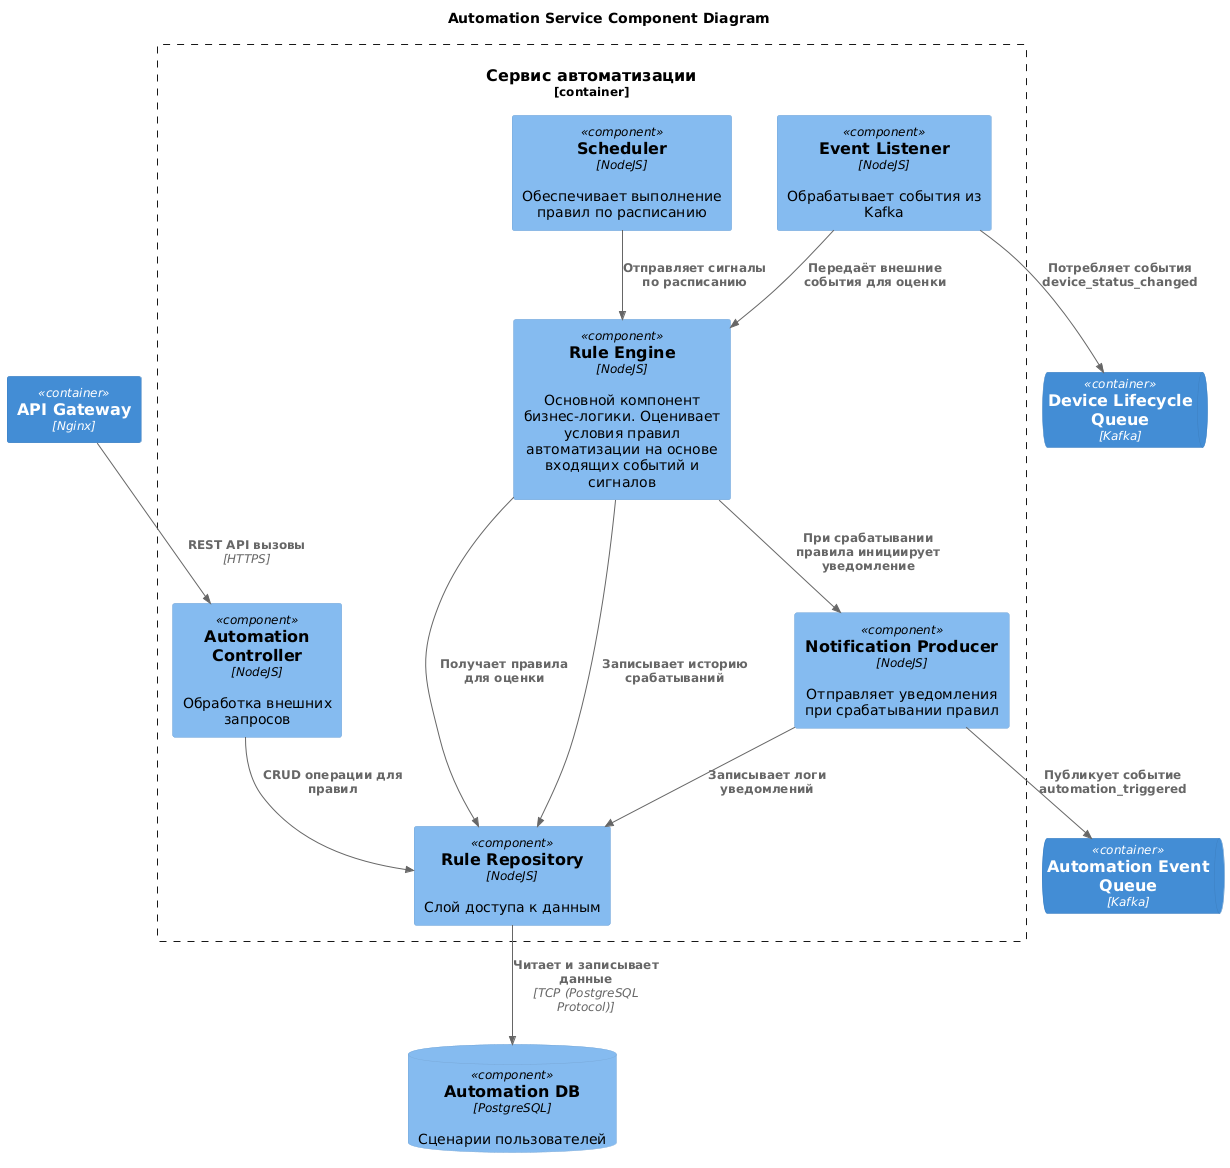 Automation Service Component Diagram
Сервис автоматизации
[container]
«component»
Scheduler
[NodeJS]
Обеспечивает выполнение
правил по расписанию
«component»
Event Listener
[NodeJS]
Обрабатывает события из
Kafka
Отправляет сигналы
по расписанию
Передаёт внешние
события для оценки
Потребляет события
device_status_changed
«component»
Rule Engine
[NodeJS]
Основной компонент
бизнес-логики. Оценивает
условия правил
автоматизации на основе
входящих событий и
сигналов
«container»
API Gateway
[Nginx]
«container»
Device Lifecycle
Queue
[Kafka]
REST API вызовы
[HTTPS]
При срабатывании
правила инициирует
уведомление
«component»
Automation
Controller
[NodeJS]
Обработка внешних
запросов
Получает правила
для оценки
Записывает историю
срабатываний
«component»
Notification Producer
[NodeJS]
Отправляет уведомления
при срабатывании правил
CRUD операции для
правил
Записывает логи
уведомлений
Публикует событие
automation_triggered
«component»
Rule Repository
[NodeJS]
Слой доступа к данным
«container»
Automation Event
Queue
[Kafka]
Читает и записывает
данные
[TCP (PostgreSQL
Protocol)]
«component»
Automation DB
[PostgreSQL]
Сценарии пользователей